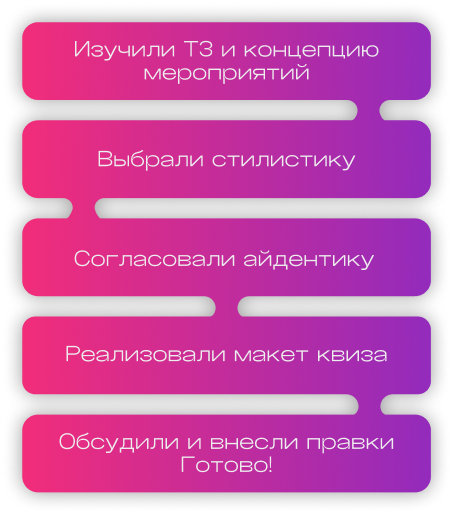 Изучили ТЗ и концепцию
мероприятий
Выбрали стилистику
Согласовали айдентику
Реализовали макет квиза
Обсудили и внесли правки
Готово!